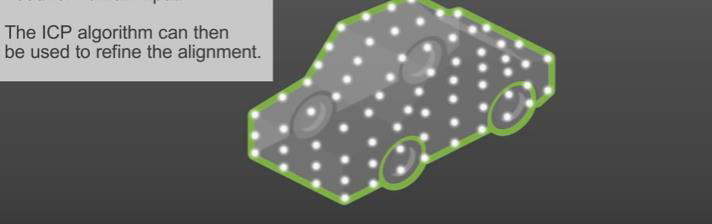 The ICP algorithm can then
be used to refine the alignment.